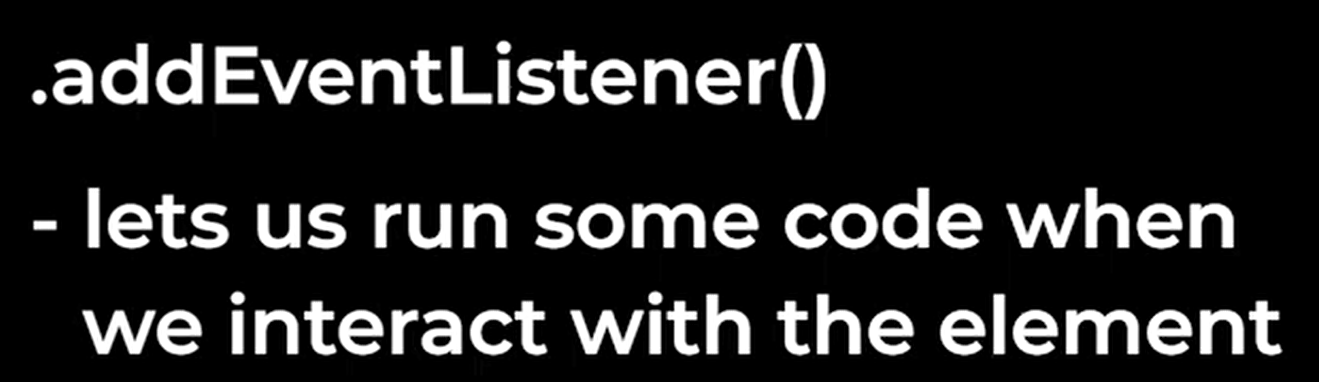 .addEventListener()
- lets us run some code when
we interact with the element